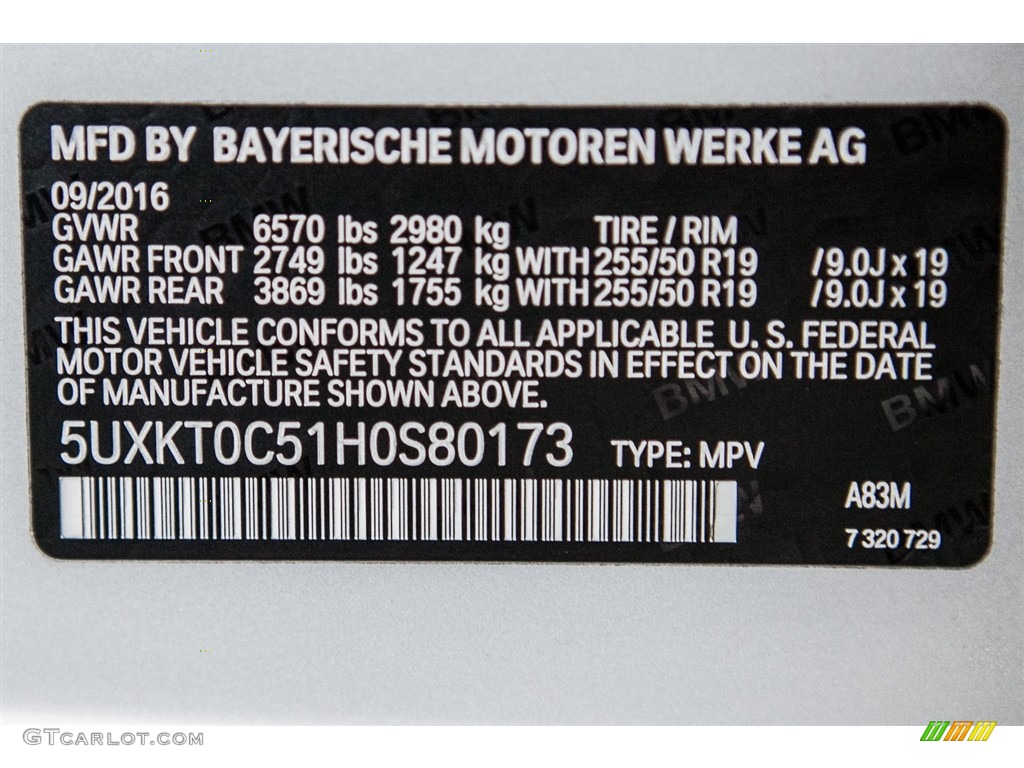 MFD BY BAYERISCHE MOTOREN WERKE AG
09/2016
GVWR 6570 lbs 2980 kg TIRE / RIM
GAWR FRONT 2749 lbs 1247 kg WITH 255/50 R19 /9.0J x 19
GAWR REAR 3869 lbs 1755 kg WITH 255/50 R19 /9.0J x 19
THIS VEHICLE CONFORMS TO ALL APPLICABLE U. S. FEDERAL
MOTOR VEHICLE SAFETY STANDARDS IN EFFECT ON THE DATE
OF MANUFACTURE SHOWN ABOVE.
5UXKT0C51H0S80173 TYPE: MPV
A83M
7 320 729
GTCARLOT.COM